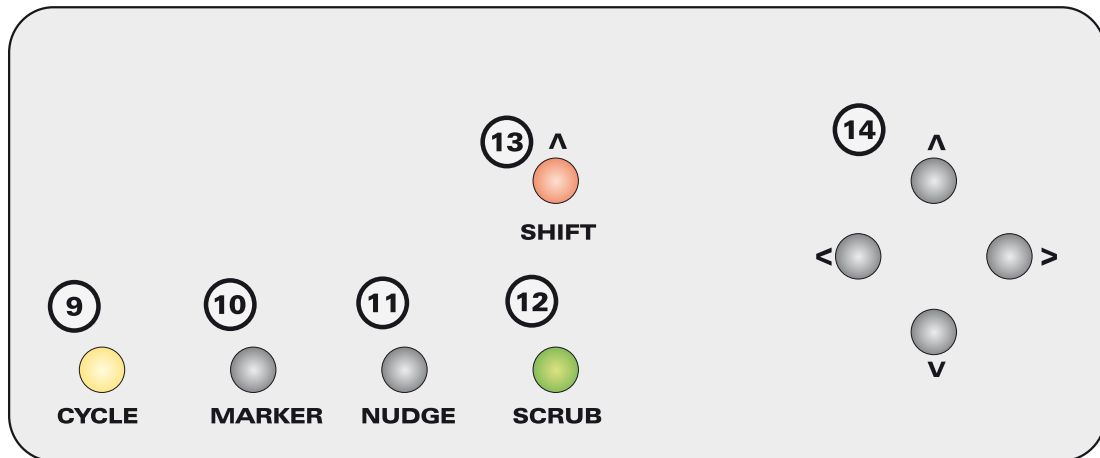 13 ^
14 ^
SHIFT
< >
9 10 11 12
v
CYCLE MARKER NUDGE SCRUB